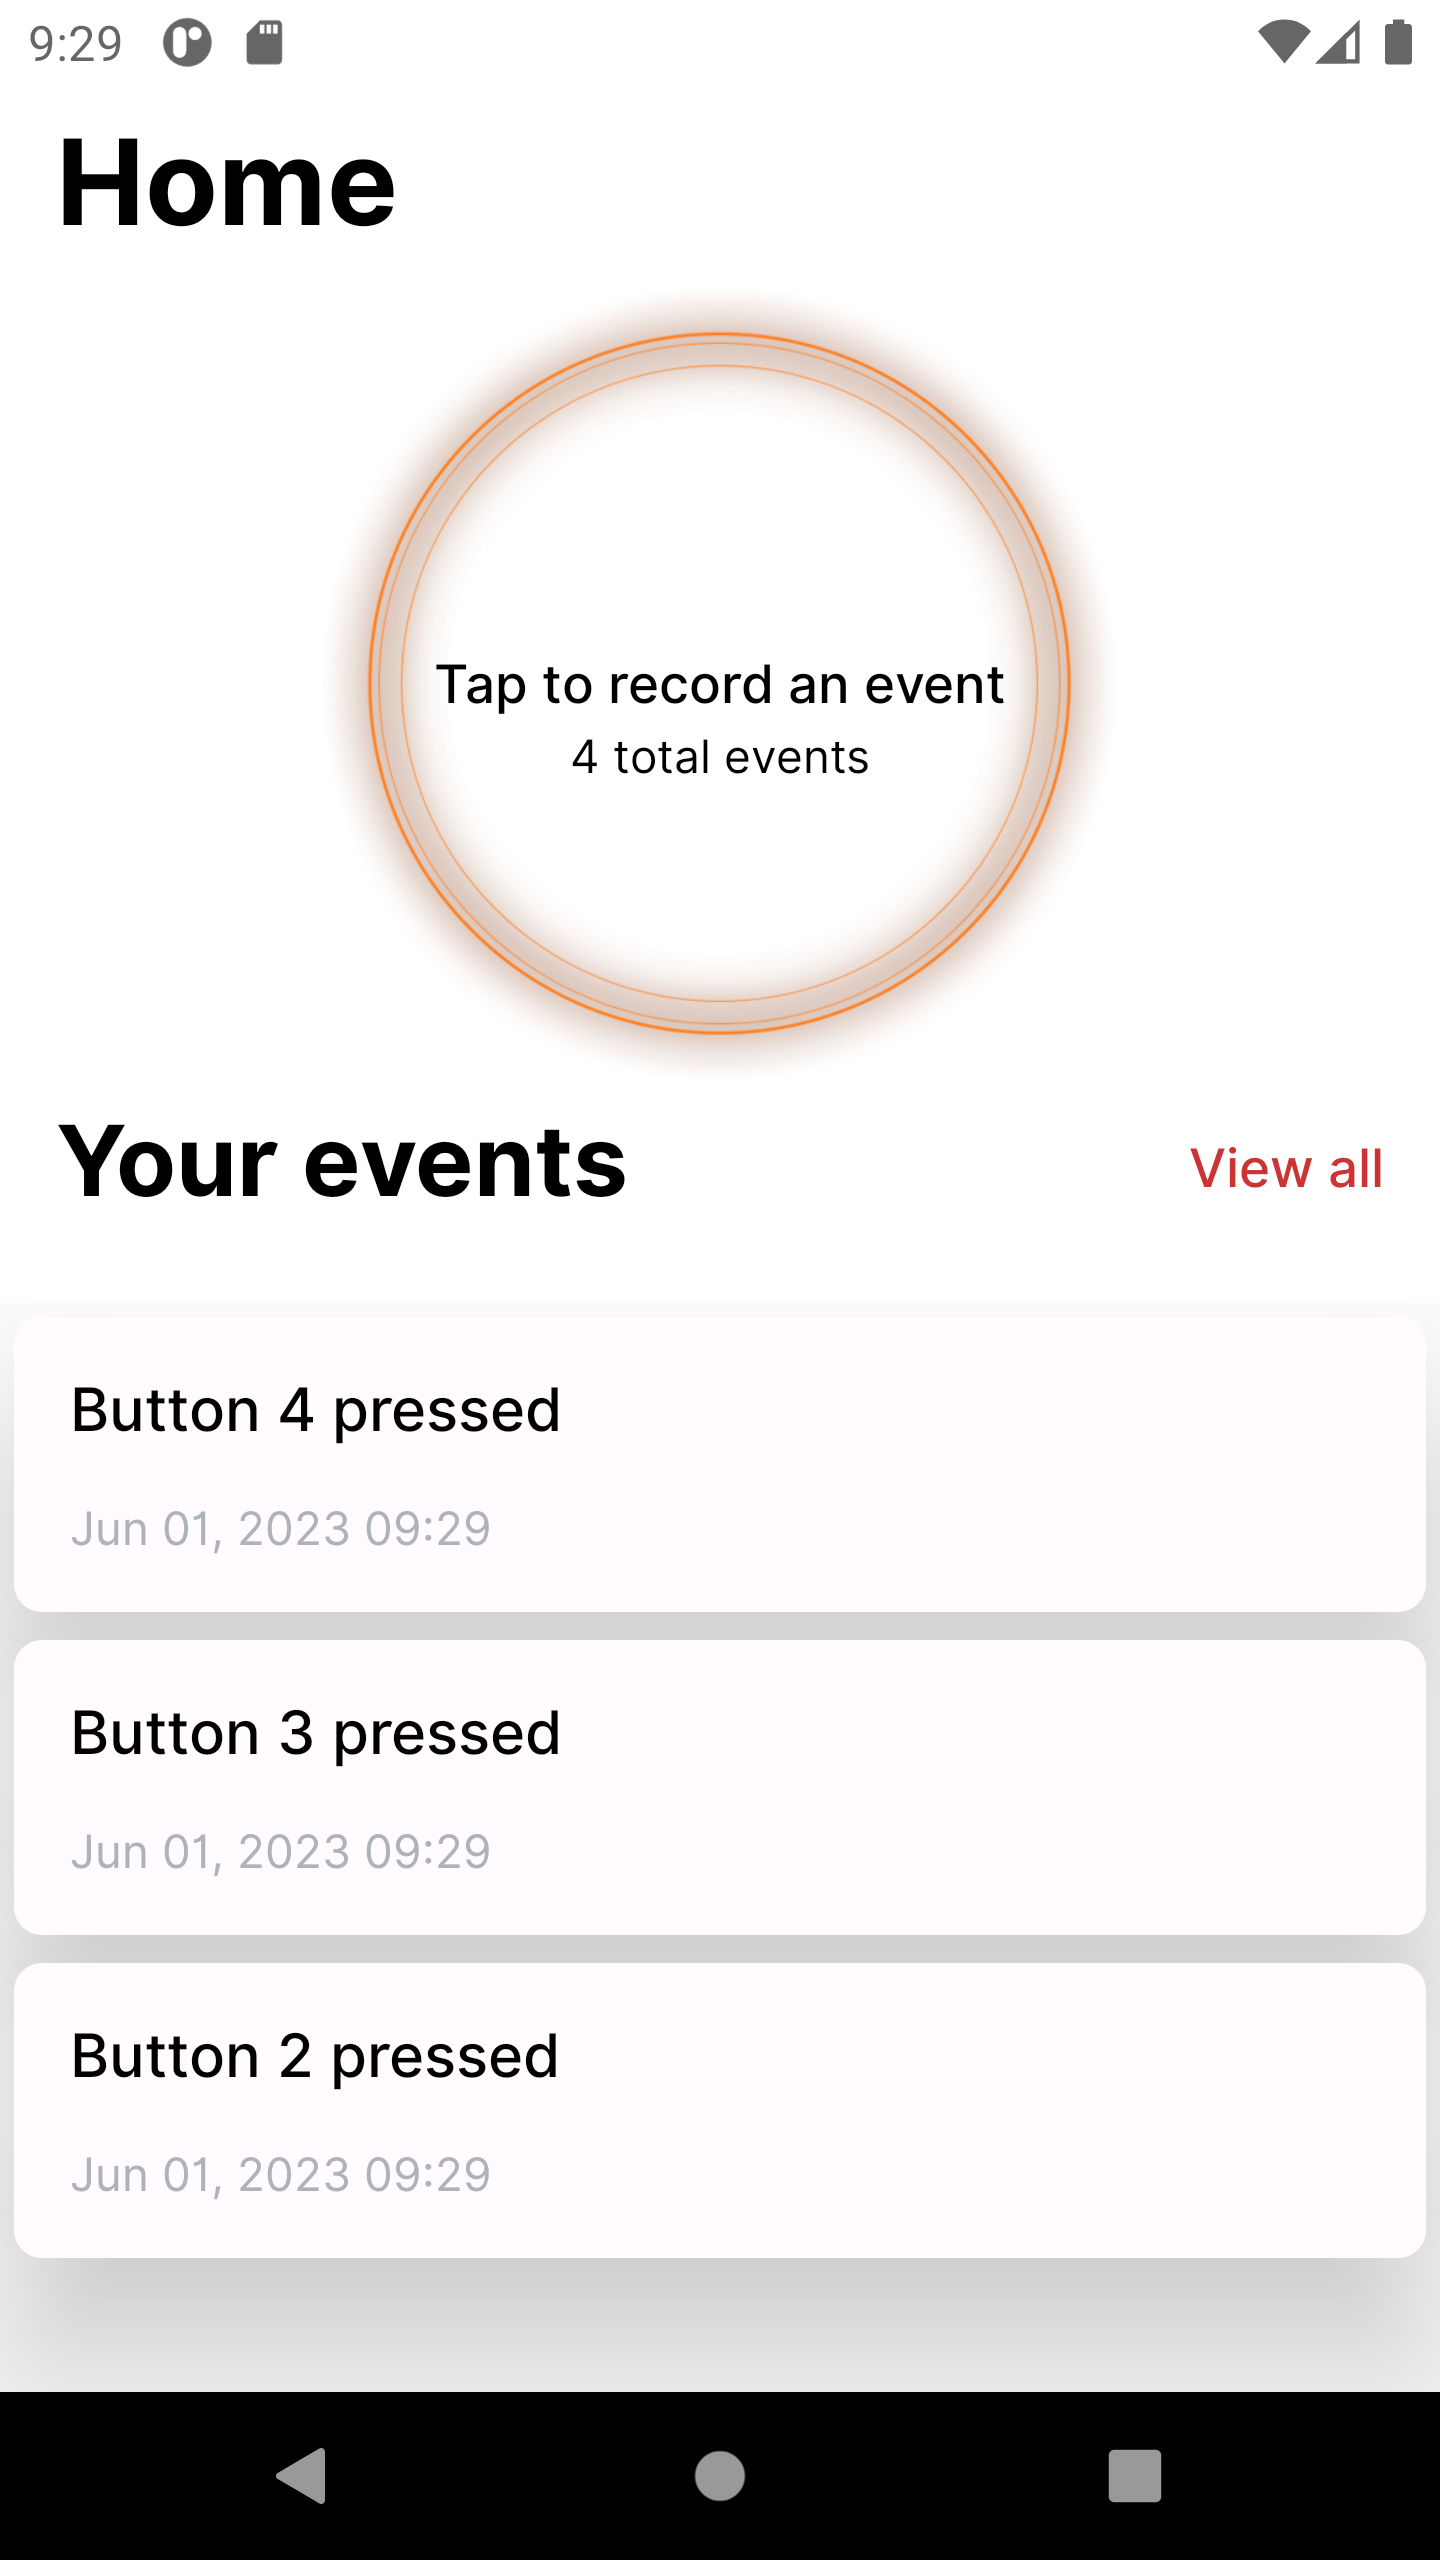 9:29
Home
Tap to record an event
4 total events
Your events
View all
Button 4 pressed
Jun 01, 2023 09:29
Button 3 pressed
Jun 01, 2023 09:29
Button 2 pressed
Jun 01, 2023 09:29